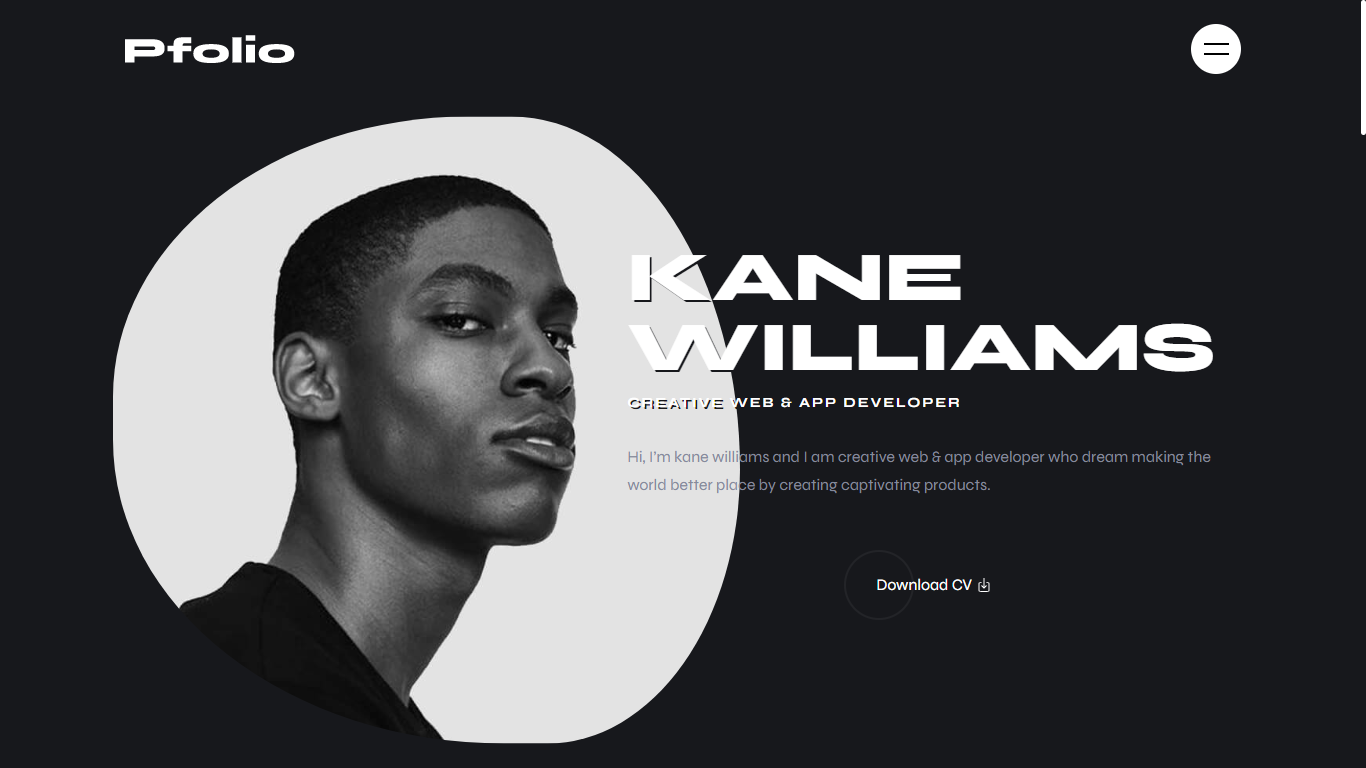 Pfolio
KANE
WILLIAMS
CREATIVE WEB & APP DEVELOPER
Hi, I'm kane williams and I am creative web & app developer who dream making the
world better place by creating captivating products.
Download CV